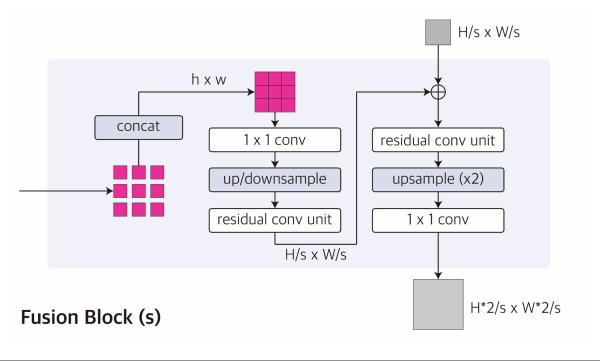 H/s x W/s
h x w
concat
1 x 1 conv
up/downsample
residual conv unit
H/s x W/s
residual conv unit
upsample (x2)
1 x 1 conv
H*2/s x W*2/s
Fusion Block (s)